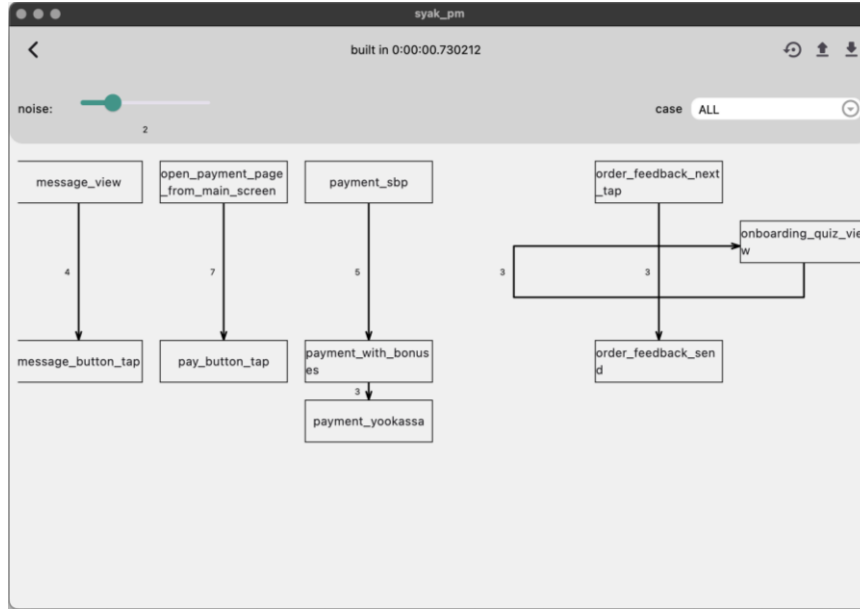 syak_pm
built in 0:00:00.730212
noise:
2
case
ALL
message_view
open_payment_page
_from_main_screen
payment_sbp
order_feedback_next
_tap
onboarding_quiz_vie
w
4
7
5
3
3
message_button_tap
pay_button_tap
payment_with_bonus
es
order_feedback_sen
d
3
payment_yookassa